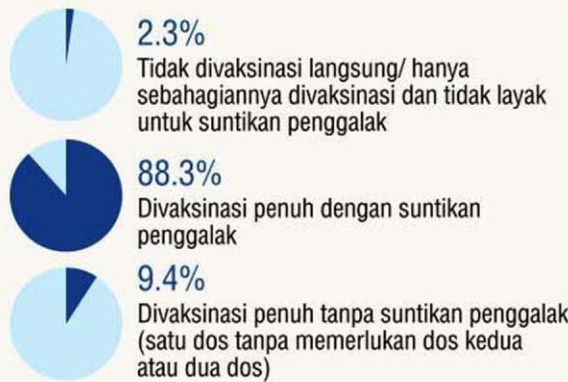 2.3%
Tidak divaksinasi langsung/ hanya
sebahagiannya divaksinasi dan tidak layak
untuk suntikan penggalak
88.3%
Divaksinasi penuh dengan suntikan
penggalak
9.4%
Divaksinasi penuh tanpa suntikan penggalak
(satu dos tanpa memerlukan dos kedua
atau dua dos)